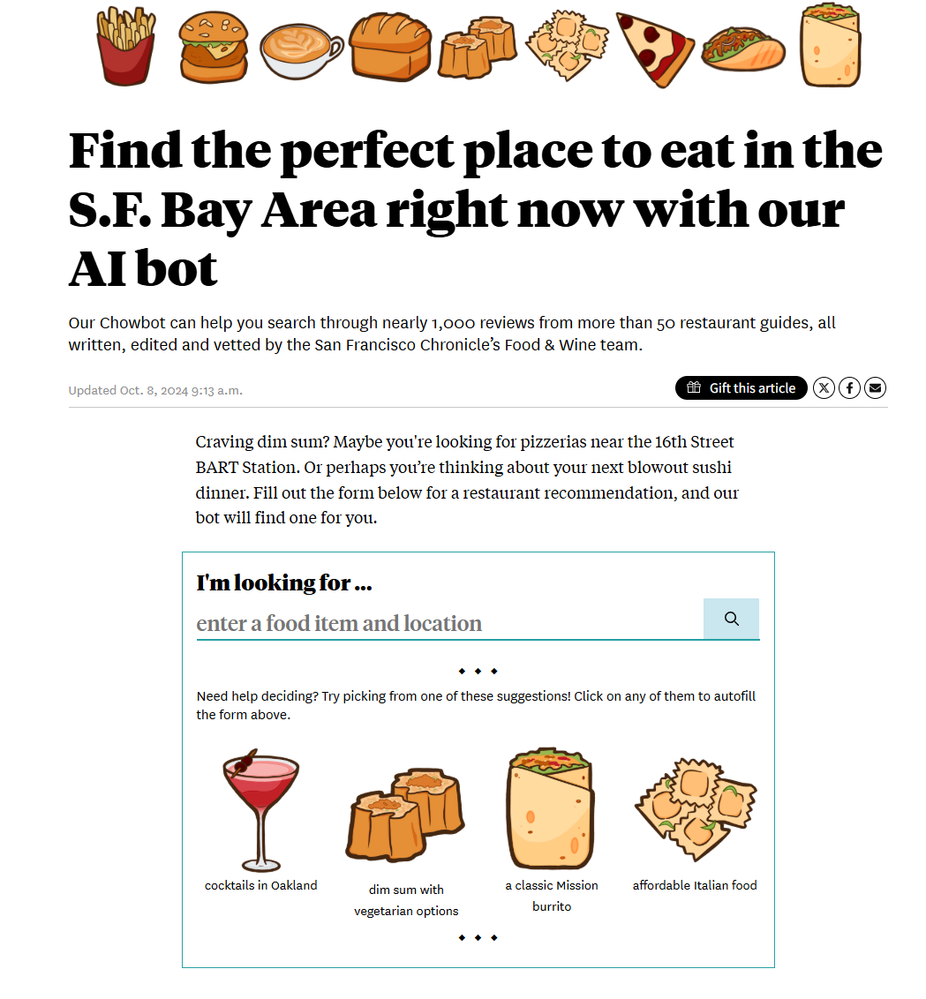 Find the perfect place to eat in the
S.F. Bay Area right now with our
AI bot
Our Chowbot can help you search through nearly 1,000 reviews from more than 50 restaurant guides, all
written, edited and vetted by the San Francisco Chronicle’s Food & Wine team.
Updated Oct. 8, 2024 9:13 a.m.
Gift this article
Craving dim sum? Maybe you're looking for pizzerias near the 16th Street
BART Station. Or perhaps you’re thinking about your next blowout sushi
dinner. Fill out the form below for a restaurant recommendation, and our
bot will find one for you.
I'm looking for ...
enter a food item and location
Need help deciding? Try picking from one of these suggestions! Click on any of them to autofill
the form above.
cocktails in Oakland
dim sum with
vegetarian options
a classic Mission
burrito
affordable Italian food